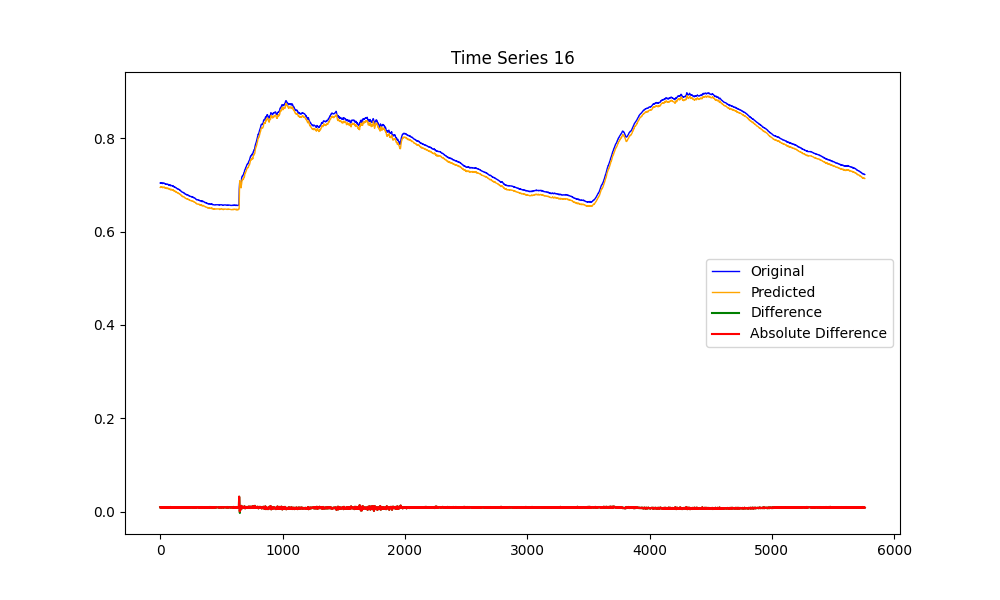 Time Series 16
0.8
0.6
0.4
0.2
0.0
Original
Predicted
Difference
Absolute Difference
0 1000 2000 3000 4000 5000 6000